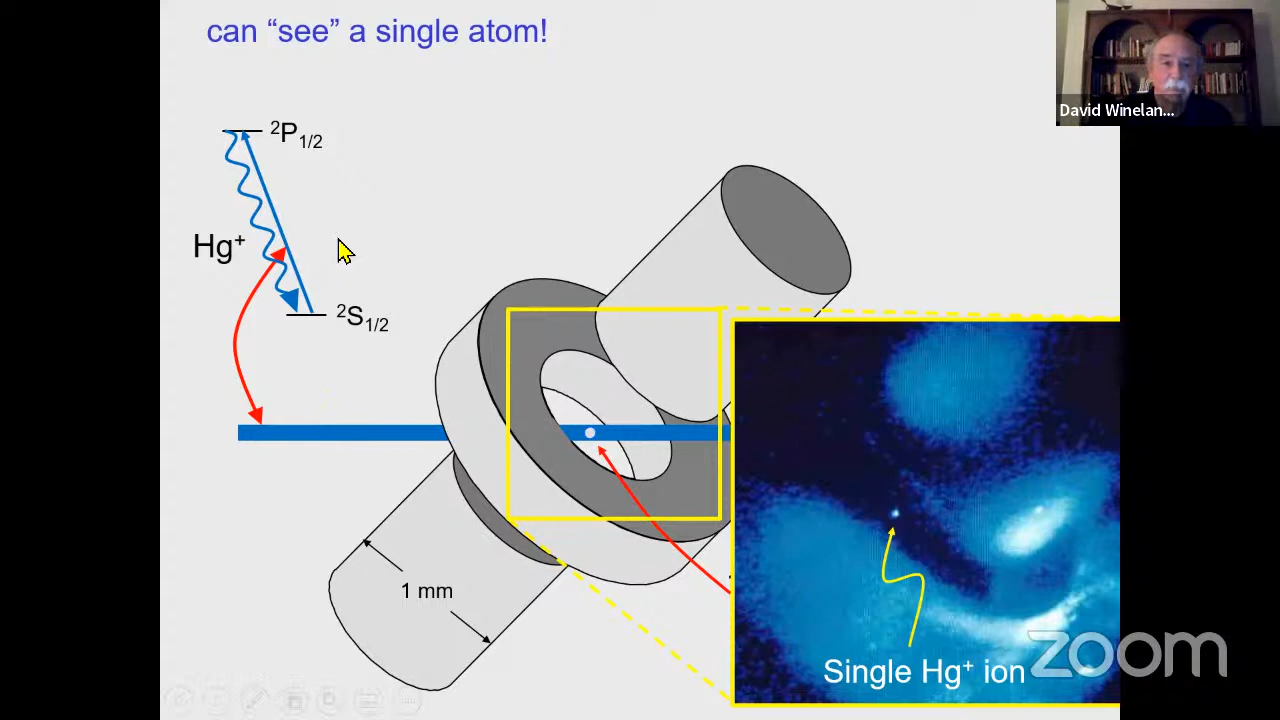 can “see” a single atom!
David Winelan...
²P₁/₂
Hg⁺
²S₁/₂
1 mm
Single Hg⁺ ion
zoom